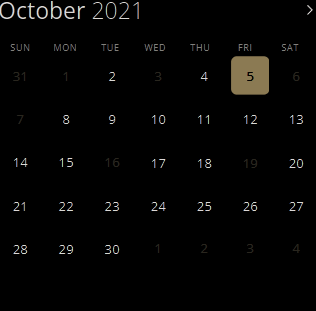 October 2021
SUN MON TUE WED THU FRI SAT
31 1 2 3 4 5 6
7 8 9 10 11 12 13
14 15 16 17 18 19 20
21 22 23 24 25 26 27
28 29 30 1 2 3 4